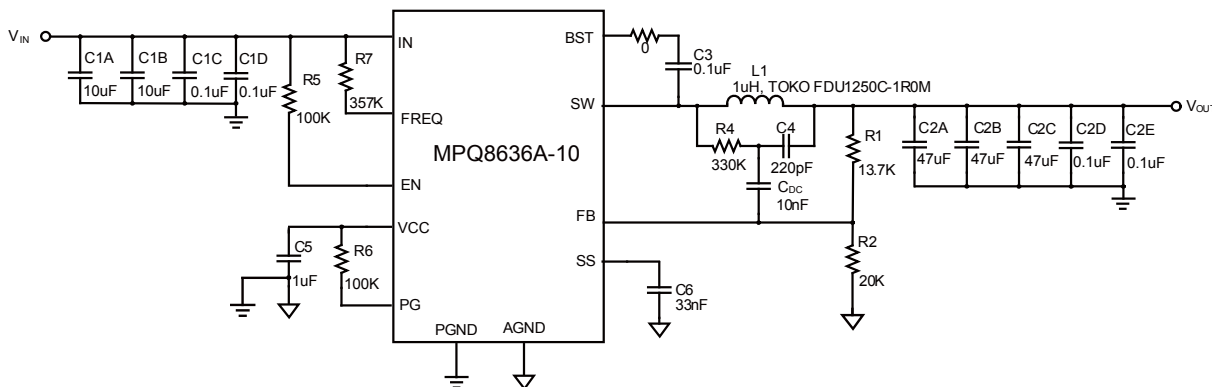 VIN
C1A
10uF
C1B
10uF
C1C
0.1uF
C1D
0.1uF
R5
100K
R7
357K
IN
FREQ
EN
VCC
PG
C5
1uF
R6
100K
MPQ8636A-10
PGND
AGND
BST
SW
FB
SS
0
C3
0.1uF
L1
1uH, TOKO FDU1250C-1R0M
R4
330K
C4
220pF
CDC
10nF
R1
13.7K
R2
20K
C6
33nF
C2A
47uF
C2B
47uF
C2C
47uF
C2D
0.1uF
C2E
0.1uF
VOUT